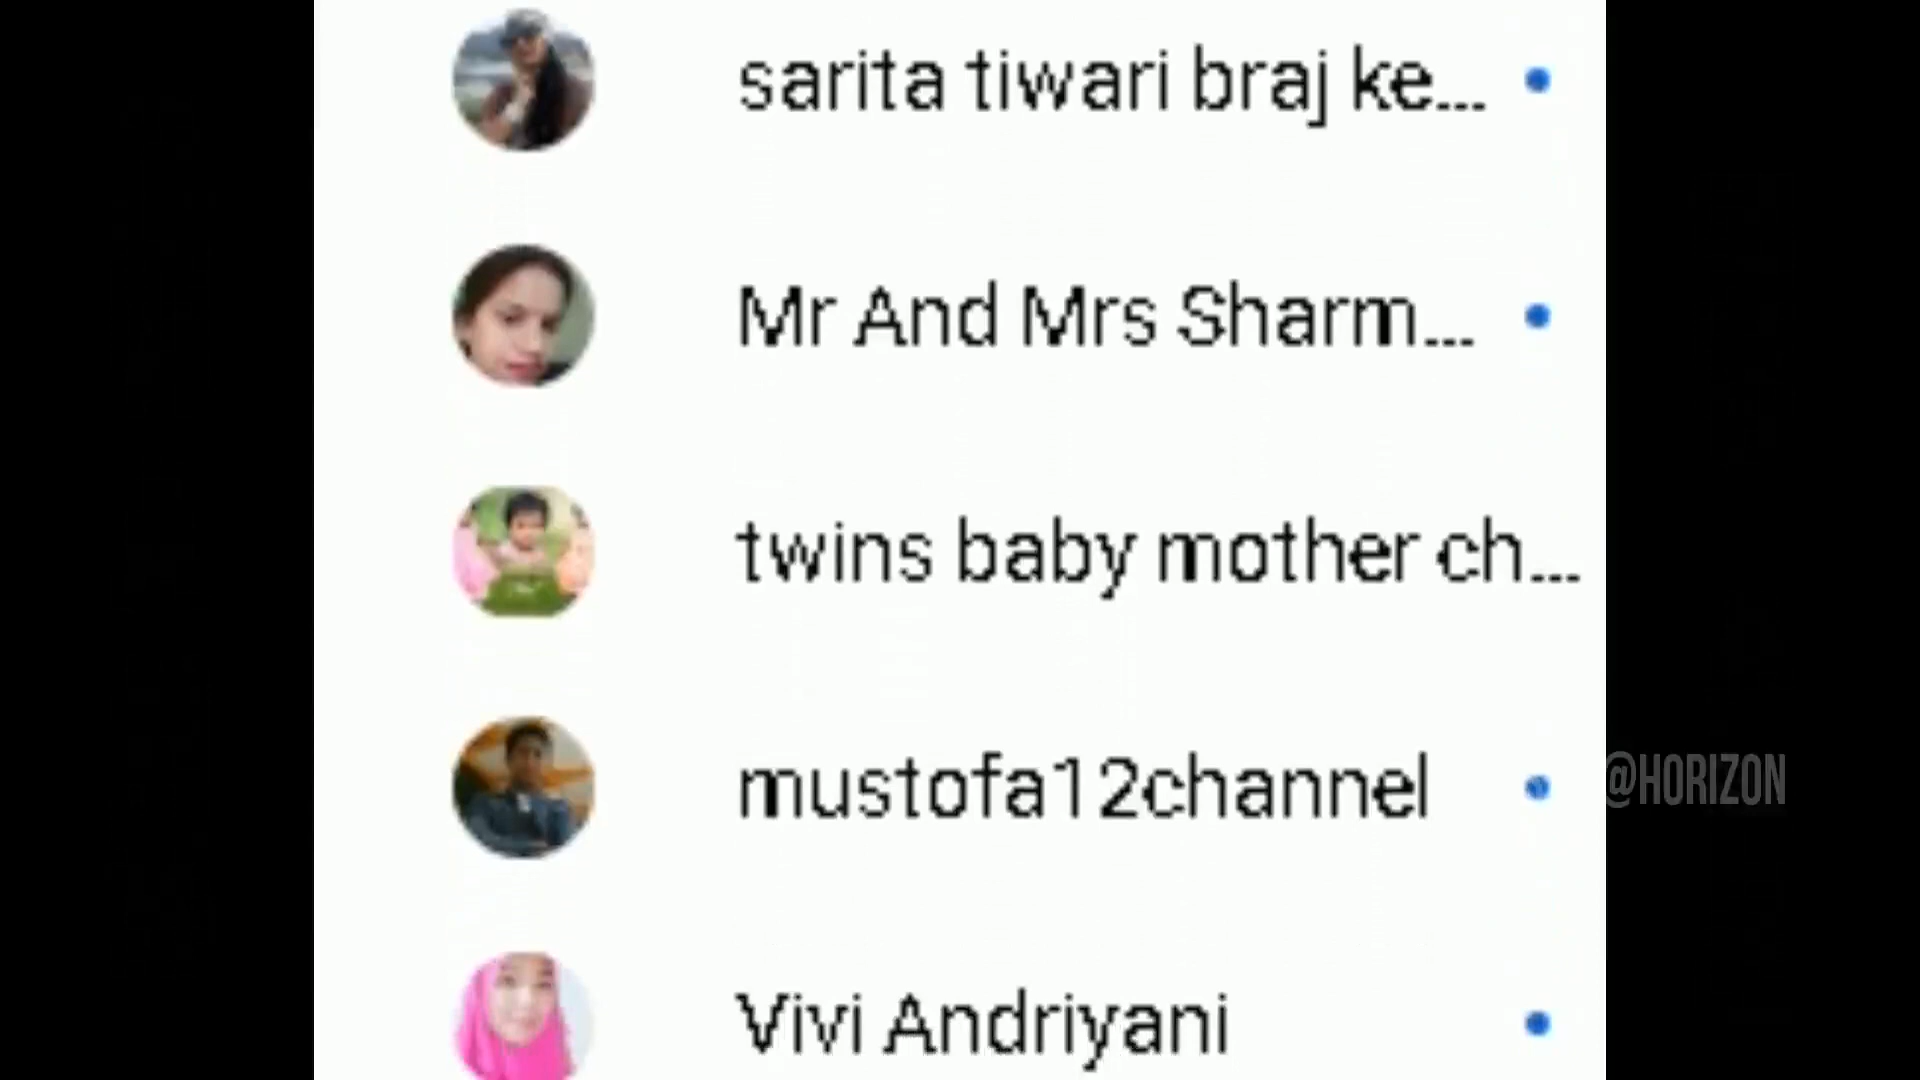 sarita tiwari braj ke...
Mr And Mrs Sharm...
twins baby mother ch...
mustofa12channel
@HORIZON
Vivi Andriyani